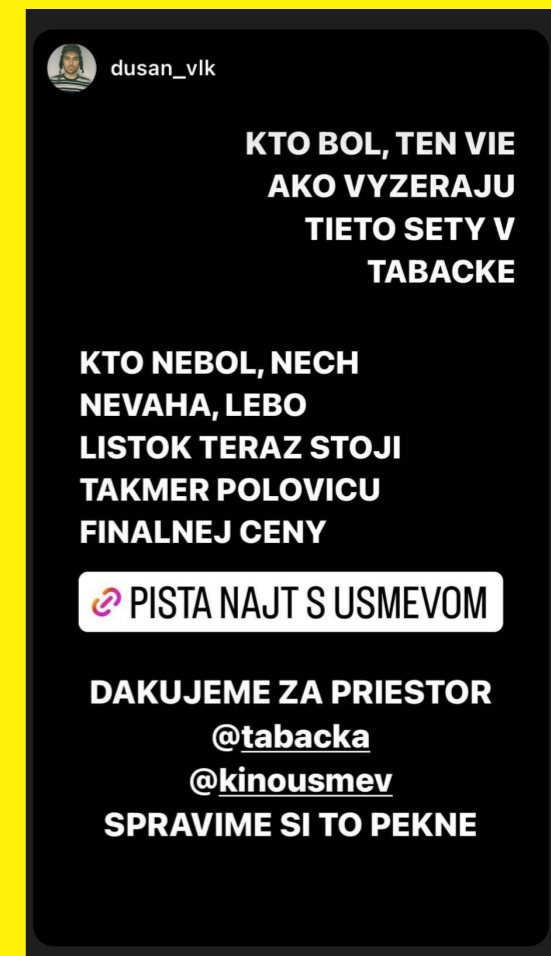 dusan_vlk
KTO BOL, TEN VIE
AKO VYZERAJU
TIETO SETY V
TABACKE
KTO NEBOL, NECH
NEVAHA, LEBO
LISTOK TERAZ STOJI
TAKMER POLOVICU
FINALNEJ CENY
PISTA NAJT S USMEVOM
DAKUJEME ZA PRIESTOR
@tabacka
@kinousmev
SPRAVIME SI TO PEKNE